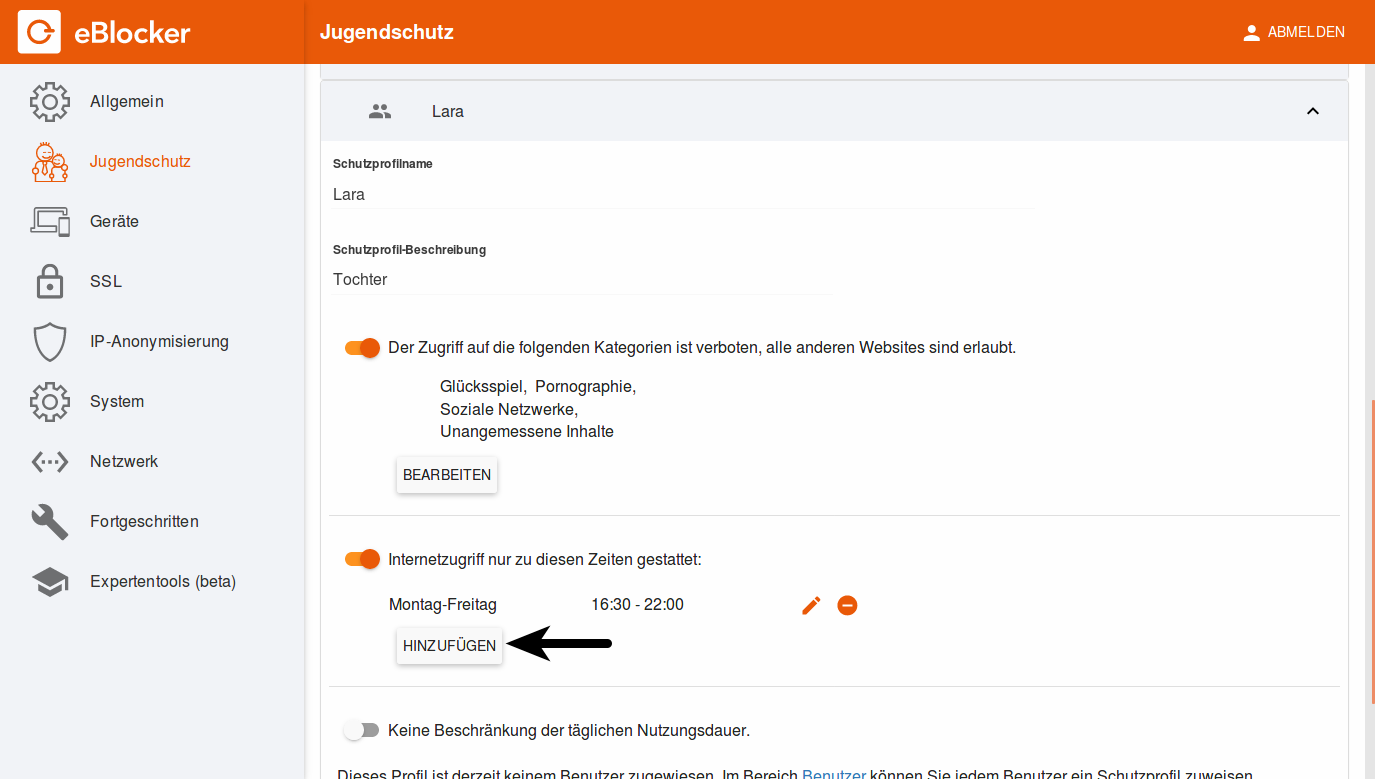 eBlocker
Jugendschutz
ABMELDEN
Allgemein
Jugendschutz
Geräte
SSL
IP-Anonymisierung
System
Netzwerk
Fortgeschritten
Expertentools (beta)
Lara
Schutzprofilname
Lara
Schutzprofil-Beschreibung
Tochter
Der Zugriff auf die folgenden Kategorien ist verboten, alle anderen Websites sind erlaubt.
Glücksspiel, Pornographie,
Soziale Netzwerke,
Unangemessene Inhalte
BEARBEITEN
Internetzugriff nur zu diesen Zeiten gestattet:
Montag-Freitag 16:30 - 22:00
HINZUFÜGEN
Keine Beschränkung der täglichen Nutzungsdauer.
Dieses Profil ist derzeit keinem Benutzer zugewiesen. Im Bereich Benutzer können Sie jedem Benutzer ein Schutzprofil zuweisen.